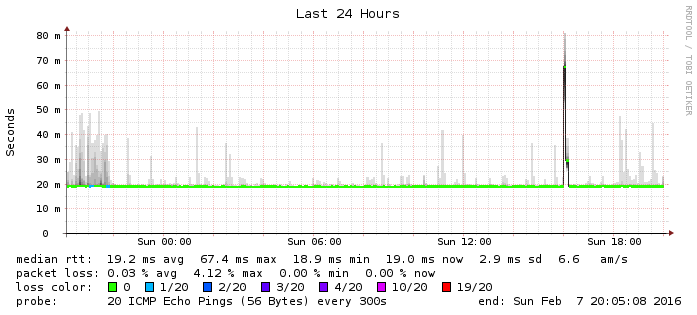 Last 24 Hours
RRDTOOL / TOBI OETIKER
Seconds
80 m
70 m
60 m
50 m
40 m
30 m
20 m
10 m
0
Sun 00:00 Sun 06:00 Sun 12:00 Sun 18:00
median rtt: 19.2 ms avg 67.4 ms max 18.9 ms min 19.0 ms now 2.9 ms sd 6.6 am/s
packet loss: 0.03 % avg 4.12 % max 0.00 % min 0.00 % now
loss color: 0 1/20 2/20 3/20 4/20 10/20 19/20
probe: 20 ICMP Echo Pings (56 Bytes) every 300s end: Sun Feb 7 20:05:08 2016